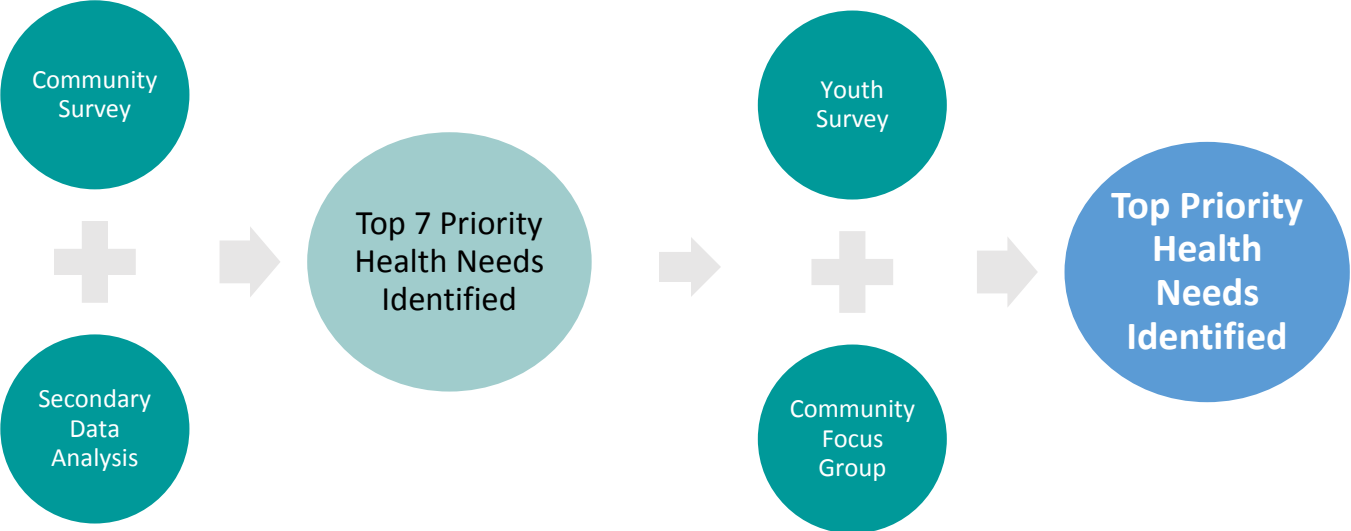 Community
Survey
Secondary
Data
Analysis
Top 7 Priority
Health Needs
Identified
Youth
Survey
Community
Focus
Group
Top Priority
Health
Needs
Identified